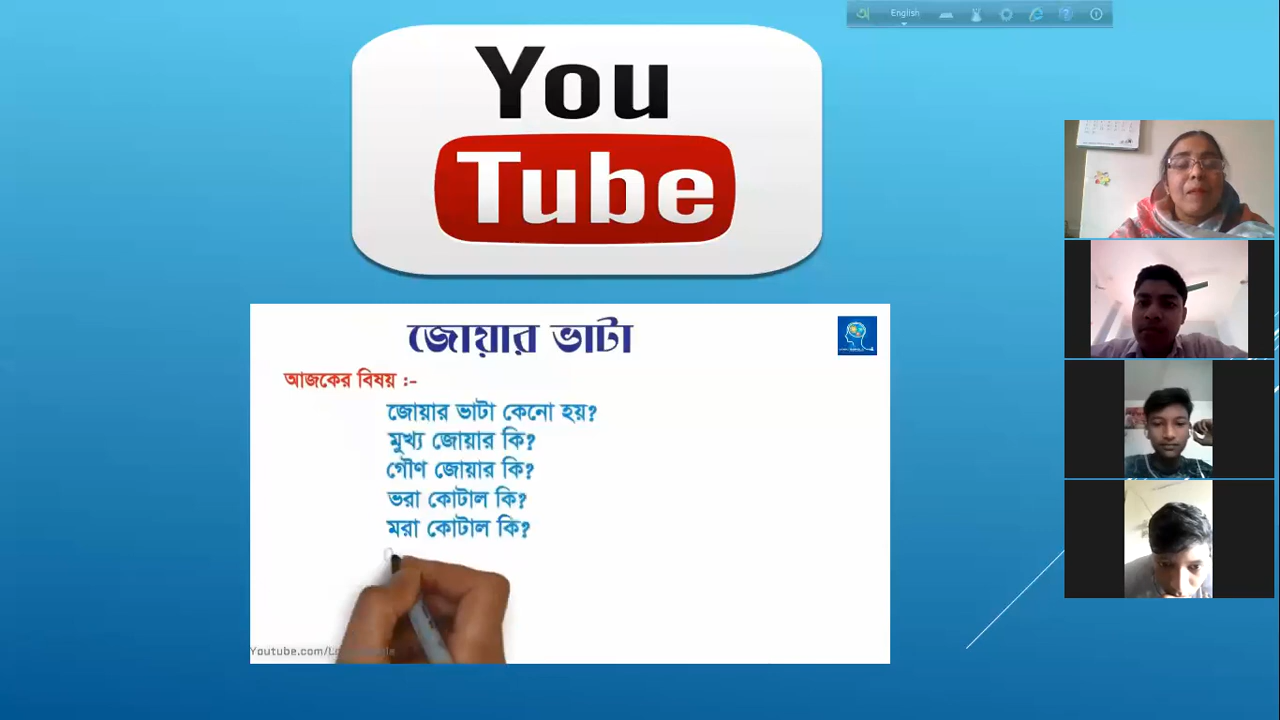 English
You
Tube
জোয়ার ভাটা
আজকের বিষয় :-
জোয়ার ভাটা কেনো হয়?
মুখ্য জোয়ার কি?
গৌণ জোয়ার কি?
ভরা কোটাল কি?
মরা কোটাল কি?